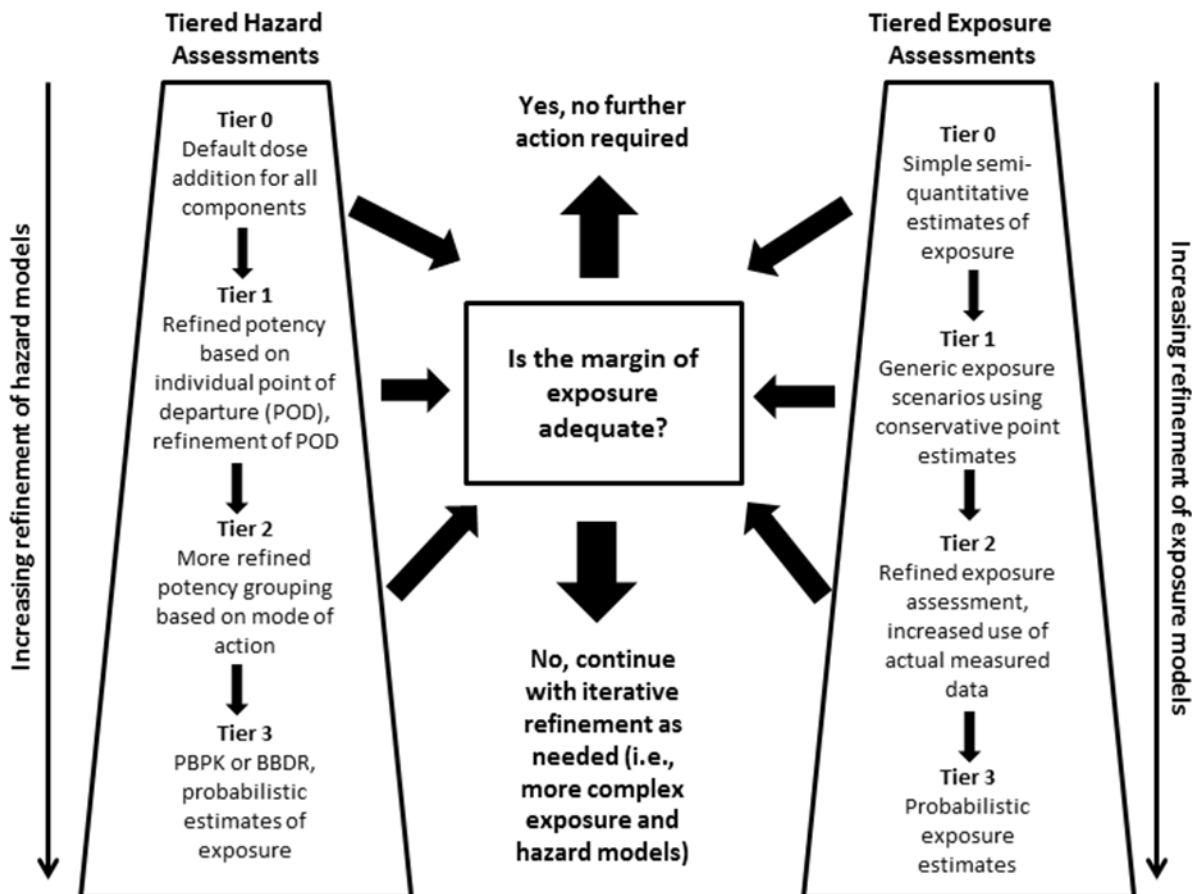 Tiered Hazard
Assessments
Increasing refinement of hazard models
Tier 0
Default dose
addition for all
components
Tier 1
Refined potency
based on
individual point of
departure (POD),
refinement of POD
Tier 2
More refined
potency grouping
based on mode of
action
Tier 3
PBPK or BBDR,
probabilistic
estimates of
exposure
Yes, no further
action required
Is the margin of
exposure
adequate?
No, continue
with iterative
refinement as
needed (i.e.,
more complex
exposure and
hazard models)
Tiered Exposure
Assessments
Tier 0
Simple semi-
quantitative
estimates of
exposure
Tier 1
Generic exposure
scenarios using
conservative point
estimates
Tier 2
Refined exposure
assessment,
increased use of
actual measured
data
Tier 3
Probabilistic
exposure
estimates
Increasing refinement of exposure models